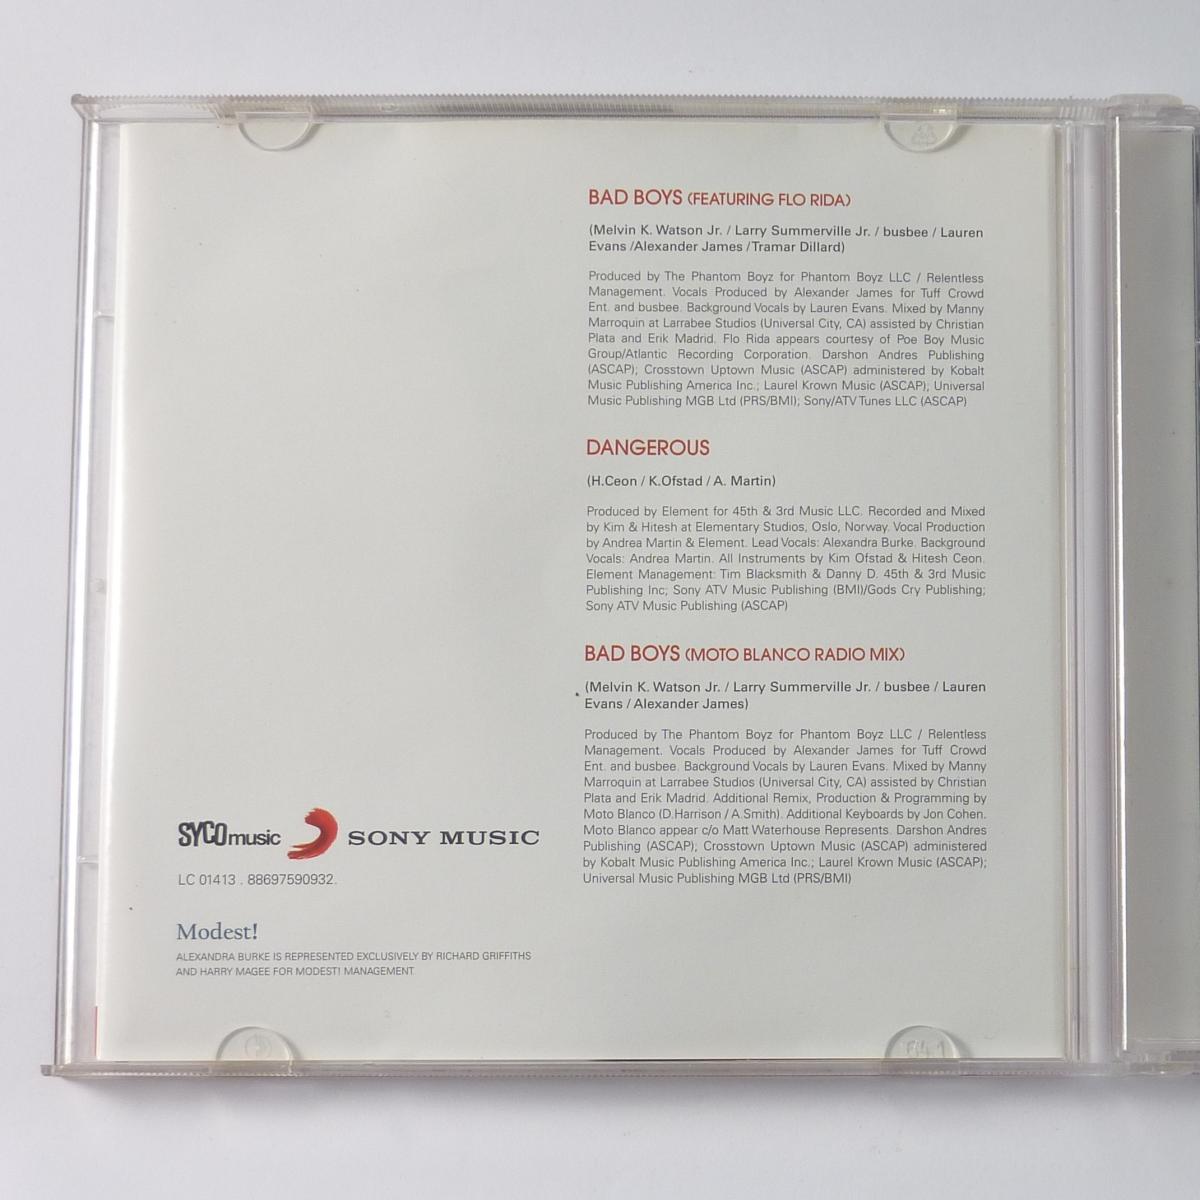 BAD BOYS (FEATURING FLO RIDA)
(Melvin K. Watson Jr. / Larry Summerville Jr. / busbee / Lauren
Evans /Alexander James /Tramar Dillard)
Produced by The Phantom Boyz for Phantom Boyz LLC / Relentless
Management. Vocals Produced by Alexander James for Tuff Crowd
Ent. and busbee. Background Vocals by Lauren Evans. Mixed by Manny
Marroquin at Larrabee Studios (Universal City, CA) assisted by Christian
Plata and Erik Madrid. Flo Rida appears courtesy of Poe Boy Music
Group/Atlantic Recording Corporation. Darshon Andres Publishing
(ASCAP); Crosstown Uptown Music (ASCAP) administered by Kobalt
Music Publishing America Inc.; Laurel Krown Music (ASCAP); Universal
Music Publishing MGB Ltd (PRS/BMI); Sony/ATV Tunes LLC (ASCAP)
DANGEROUS
(H.Ceon / K.Ofstad / A. Martin)
Produced by Element for 45th & 3rd Music LLC. Recorded and Mixed
by Kim & Hitesh at Elementary Studios, Oslo, Norway. Vocal Production
by Andrea Martin & Element. Lead Vocals: Alexandra Burke. Background
Vocals: Andrea Martin. All Instruments by Kim Ofstad & Hitesh Ceon.
Element Management: Tim Blacksmith & Danny D. 45th & 3rd Music
Publishing Inc; Sony ATV Music Publishing (BMI)/Gods Cry Publishing;
Sony ATV Music Publishing (ASCAP)
BAD BOYS (MOTO BLANCO RADIO MIX)
(Melvin K. Watson Jr. / Larry Summerville Jr. / busbee / Lauren
Evans / Alexander James)
Produced by The Phantom Boyz for Phantom Boyz LLC / Relentless
Management. Vocals Produced by Alexander James for Tuff Crowd
Ent. and busbee. Background Vocals by Lauren Evans. Mixed by Manny
Marroquin at Larrabee Studios (Universal City, CA) assisted by Christian
Plata and Erik Madrid. Additional Remix, Production & Programming by
Moto Blanco (D.Harrison / A.Smith). Additional Keyboards by Jon Cohen.
Moto Blanco appear c/o Matt Waterhouse Represents. Darshon Andres
Publishing (ASCAP); Crosstown Uptown Music (ASCAP) administered
by Kobalt Music Publishing America Inc.; Laurel Krown Music (ASCAP);
Universal Music Publishing MGB Ltd (PRS/BMI)
SYCOmusic SONY MUSIC
LC 01413 . 88697590932.
Modest!
ALEXANDRA BURKE IS REPRESENTED EXCLUSIVELY BY RICHARD GRIFFITHS
AND HARRY MAGEE FOR MODEST! MANAGEMENT.